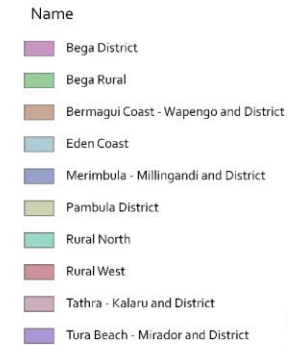 Name
Bega District
Bega Rural
Bermagui Coast - Wapengo and District
Eden Coast
Merimbula - Millingandi and District
Pambula District
Rural North
Rural West
Tathra - Kalaru and District
Tura Beach - Mirador and District